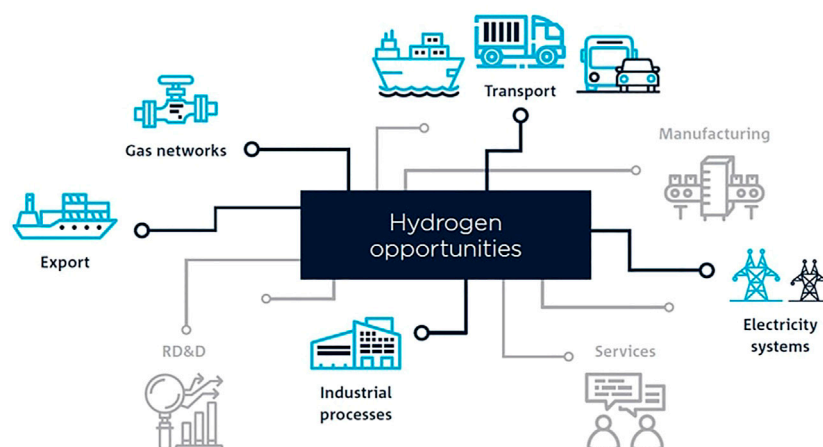 Transport
Gas networks
Manufacturing
Hydrogen
opportunities
Export
Electricity
systems
RD&D
Services
Industrial
processes